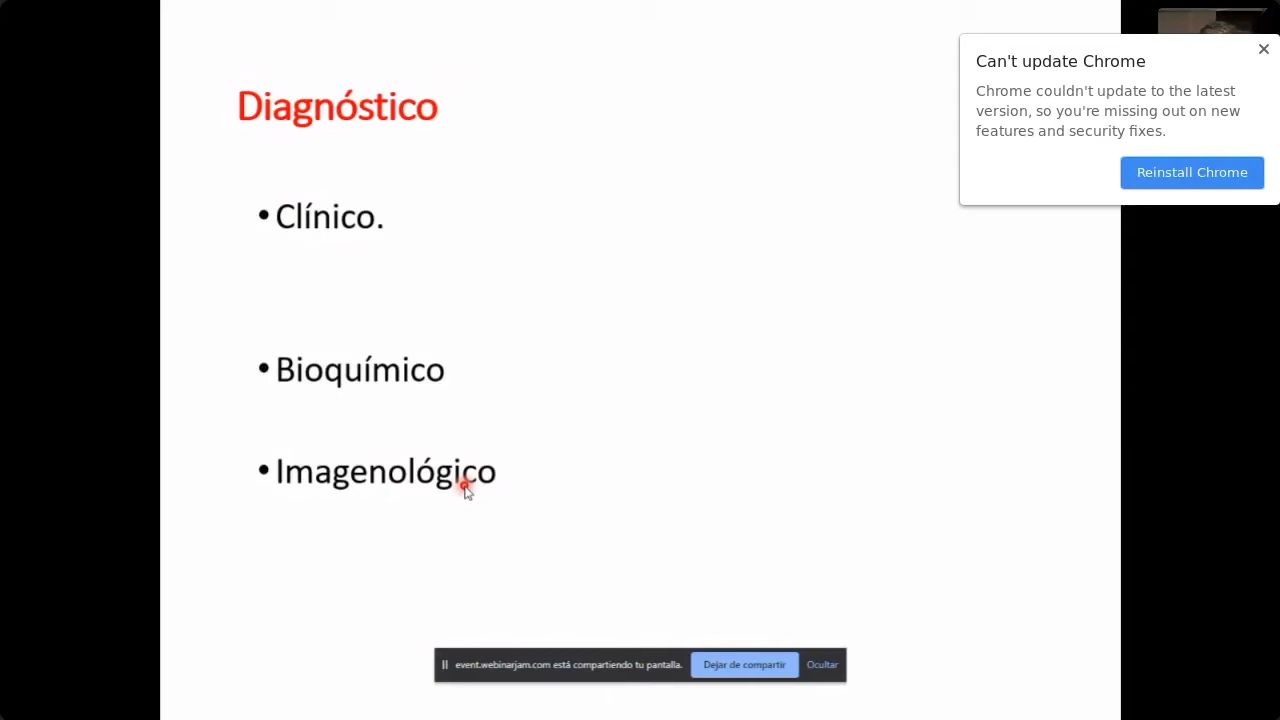 Diagnóstico
• Clínico.
• Bioquímico
• Imagenológico
Can't update Chrome
Chrome couldn't update to the latest
version, so you're missing out on new
features and security fixes.
Reinstall Chrome
event.webinarjam.com está compartiendo tu pantalla.
Dejar de compartir
Ocultar